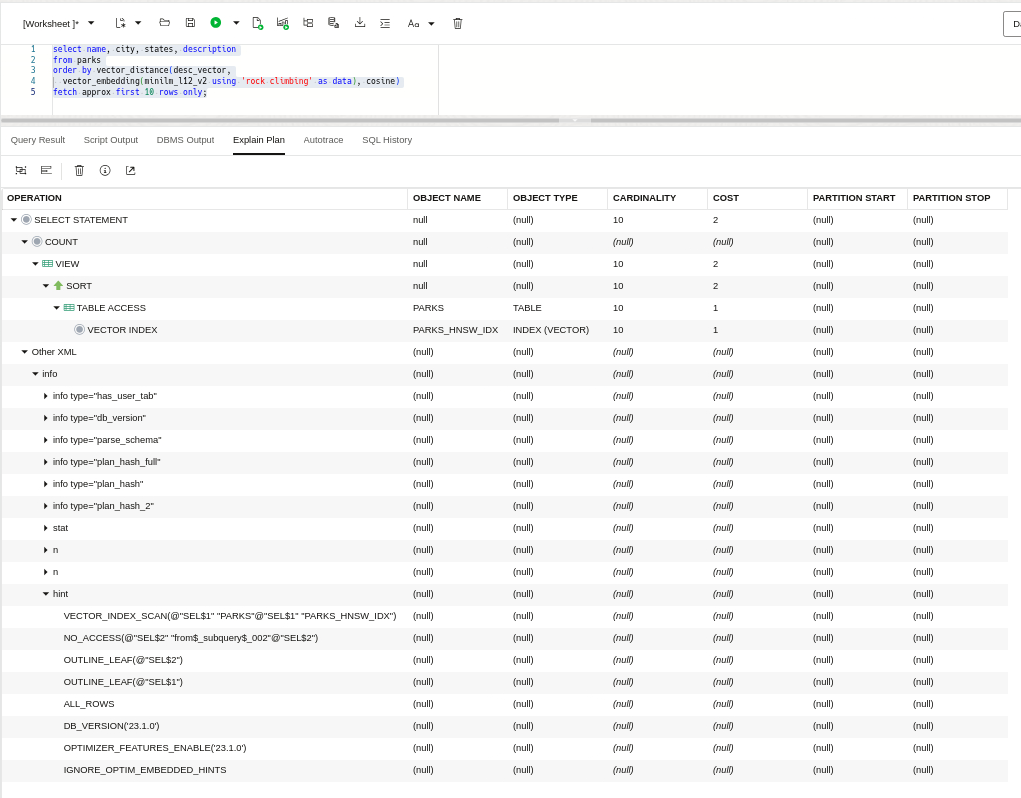 [Worksheet ]*
Aa
1 select name, city, states, description
2 from parks
3 order by vector_distance(desc_vector,
4 vector_embedding(minilm_l12_v2 using 'rock climbing' as data), cosine)
5 fetch approx first 10 rows only;
Query Result Script Output DBMS Output Explain Plan Autotrace SQL History
OPERATION OBJECT NAME OBJECT TYPE CARDINALITY COST PARTITION START PARTITION STOP
SELECT STATEMENT null (null) 10 2 (null) (null)
COUNT null (null) (null) (null) (null) (null)
VIEW null (null) 10 2 (null) (null)
SORT null (null) 10 2 (null) (null)
TABLE ACCESS PARKS TABLE 10 1 (null) (null)
VECTOR INDEX PARKS_HNSW_IDX INDEX (VECTOR) 10 1 (null) (null)
Other XML (null) (null) (null) (null) (null) (null)
info (null) (null) (null) (null) (null) (null)
info type="has_user_tab" (null) (null) (null) (null) (null) (null)
info type="db_version" (null) (null) (null) (null) (null) (null)
info type="parse_schema" (null) (null) (null) (null) (null) (null)
info type="plan_hash_full" (null) (null) (null) (null) (null) (null)
info type="plan_hash" (null) (null) (null) (null) (null) (null)
info type="plan_hash_2" (null) (null) (null) (null) (null) (null)
stat (null) (null) (null) (null) (null) (null)
n (null) (null) (null) (null) (null) (null)
n (null) (null) (null) (null) (null) (null)
hint (null) (null) (null) (null) (null) (null)
VECTOR_INDEX_SCAN(@"SEL$1" "PARKS"@"SEL$1" "PARKS_HNSW_IDX") (null) (null) (null) (null) (null) (null)
NO_ACCESS(@"SEL$2" "from$_subquery$_002"@"SEL$2") (null) (null) (null) (null) (null) (null)
OUTLINE_LEAF(@"SEL$2") (null) (null) (null) (null) (null) (null)
OUTLINE_LEAF(@"SEL$1") (null) (null) (null) (null) (null) (null)
ALL_ROWS (null) (null) (null) (null) (null) (null)
DB_VERSION('23.1.0') (null) (null) (null) (null) (null) (null)
OPTIMIZER_FEATURES_ENABLE('23.1.0') (null) (null) (null) (null) (null) (null)
IGNORE_OPTIM_EMBEDDED_HINTS (null) (null) (null) (null) (null) (null)